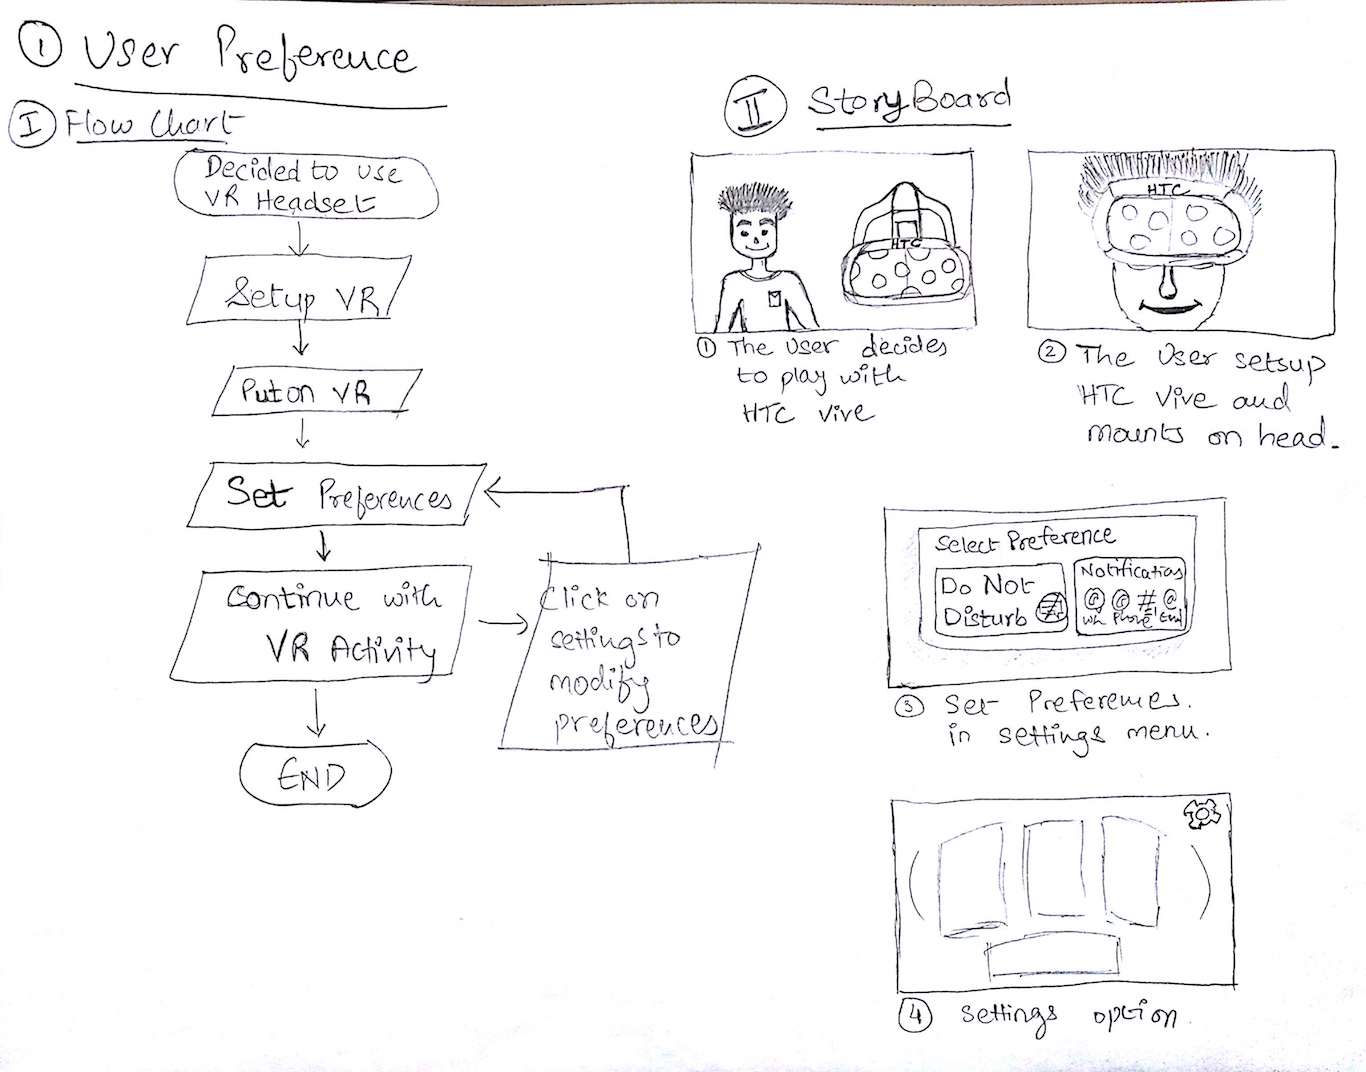 ① User Preference
Ⅰ Flow Chart
Decided to use
VR Headset
Setup VR
Put on VR
Set Preferences
Continue with
VR Activity
END
Click on
settings to
modify
preferences
Ⅱ StoryBoard
HTC
① The User decides
to play with
HTC Vive
HTC
② The User setsup
HTC Vive and
mounts on head.
Select Preference
Do Not
Disturb
Notifications
@ @ # @
Phone
③ Set Preferences.
in settings menu.
④ Settings option